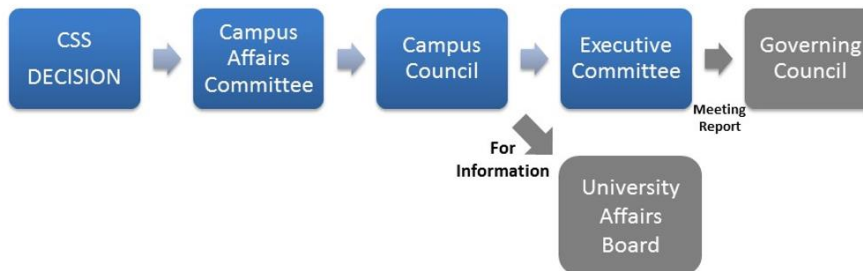 CSS
DECISION
Campus
Affairs
Committee
Campus
Council
Executive
Committee
Governing
Council
Meeting
Report
For
Information
University
Affairs
Board